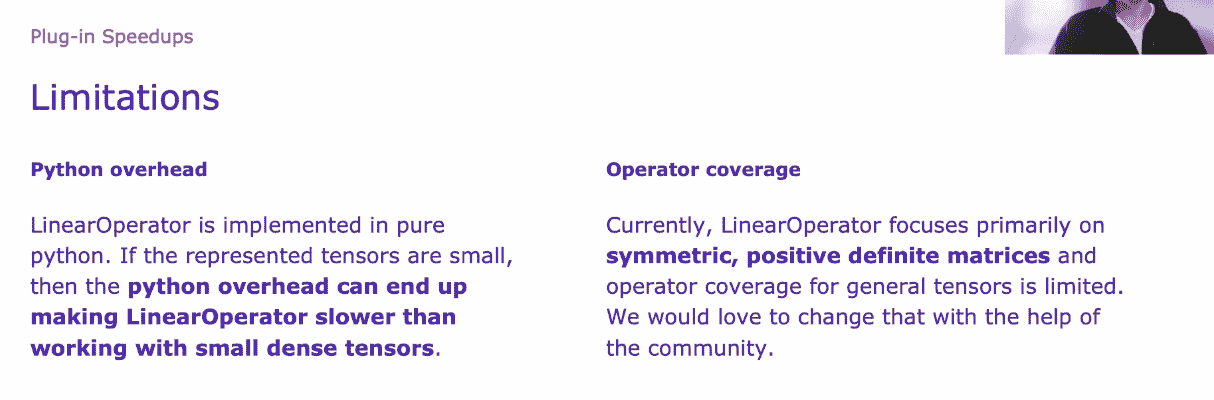 Plug-in Speedups
Limitations
Python overhead
LinearOperator is implemented in pure
python. If the represented tensors are small,
then the python overhead can end up
making LinearOperator slower than
working with small dense tensors.
Operator coverage
Currently, LinearOperator focuses primarily on
symmetric, positive definite matrices and
operator coverage for general tensors is limited.
We would love to change that with the help of
the community.